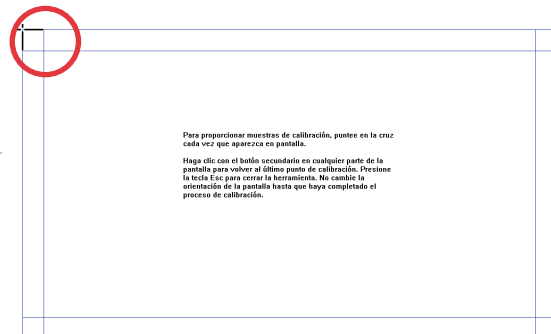 Para proporcionar muestras de calibración, puntee en la cruz
cada vez que aparezca en pantalla.
Haga clic con el botón secundario en cualquier parte de la
pantalla para volver al último punto de calibración. Presione
la tecla Esc para cerrar la herramienta. No cambie la
orientación de la pantalla hasta que haya completado el
proceso de calibración.